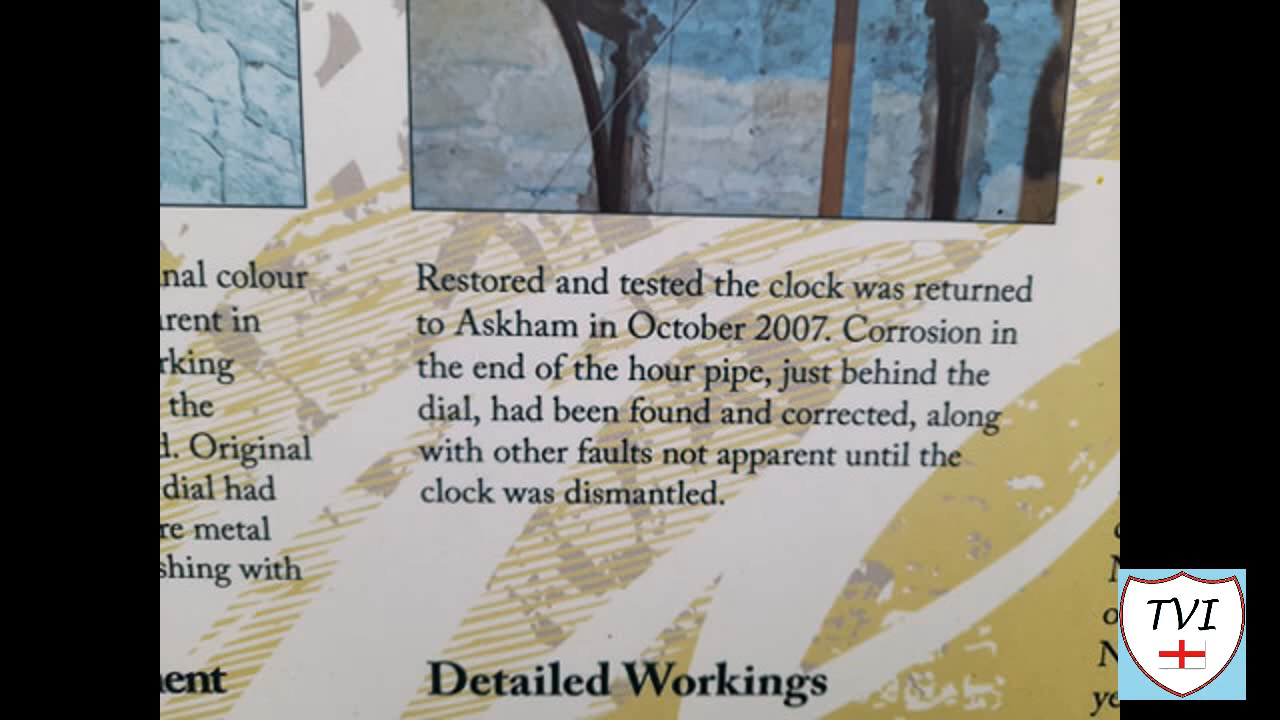 nal colour
rent in
rking
the
d. Original
dial had
re metal
shing with
ent
Restored and tested the clock was returned
to Askham in October 2007. Corrosion in
the end of the hour pipe, just behind the
dial, had been found and corrected, along
with other faults not apparent until the
clock was dismantled.
Detailed Workings
ye
TVI